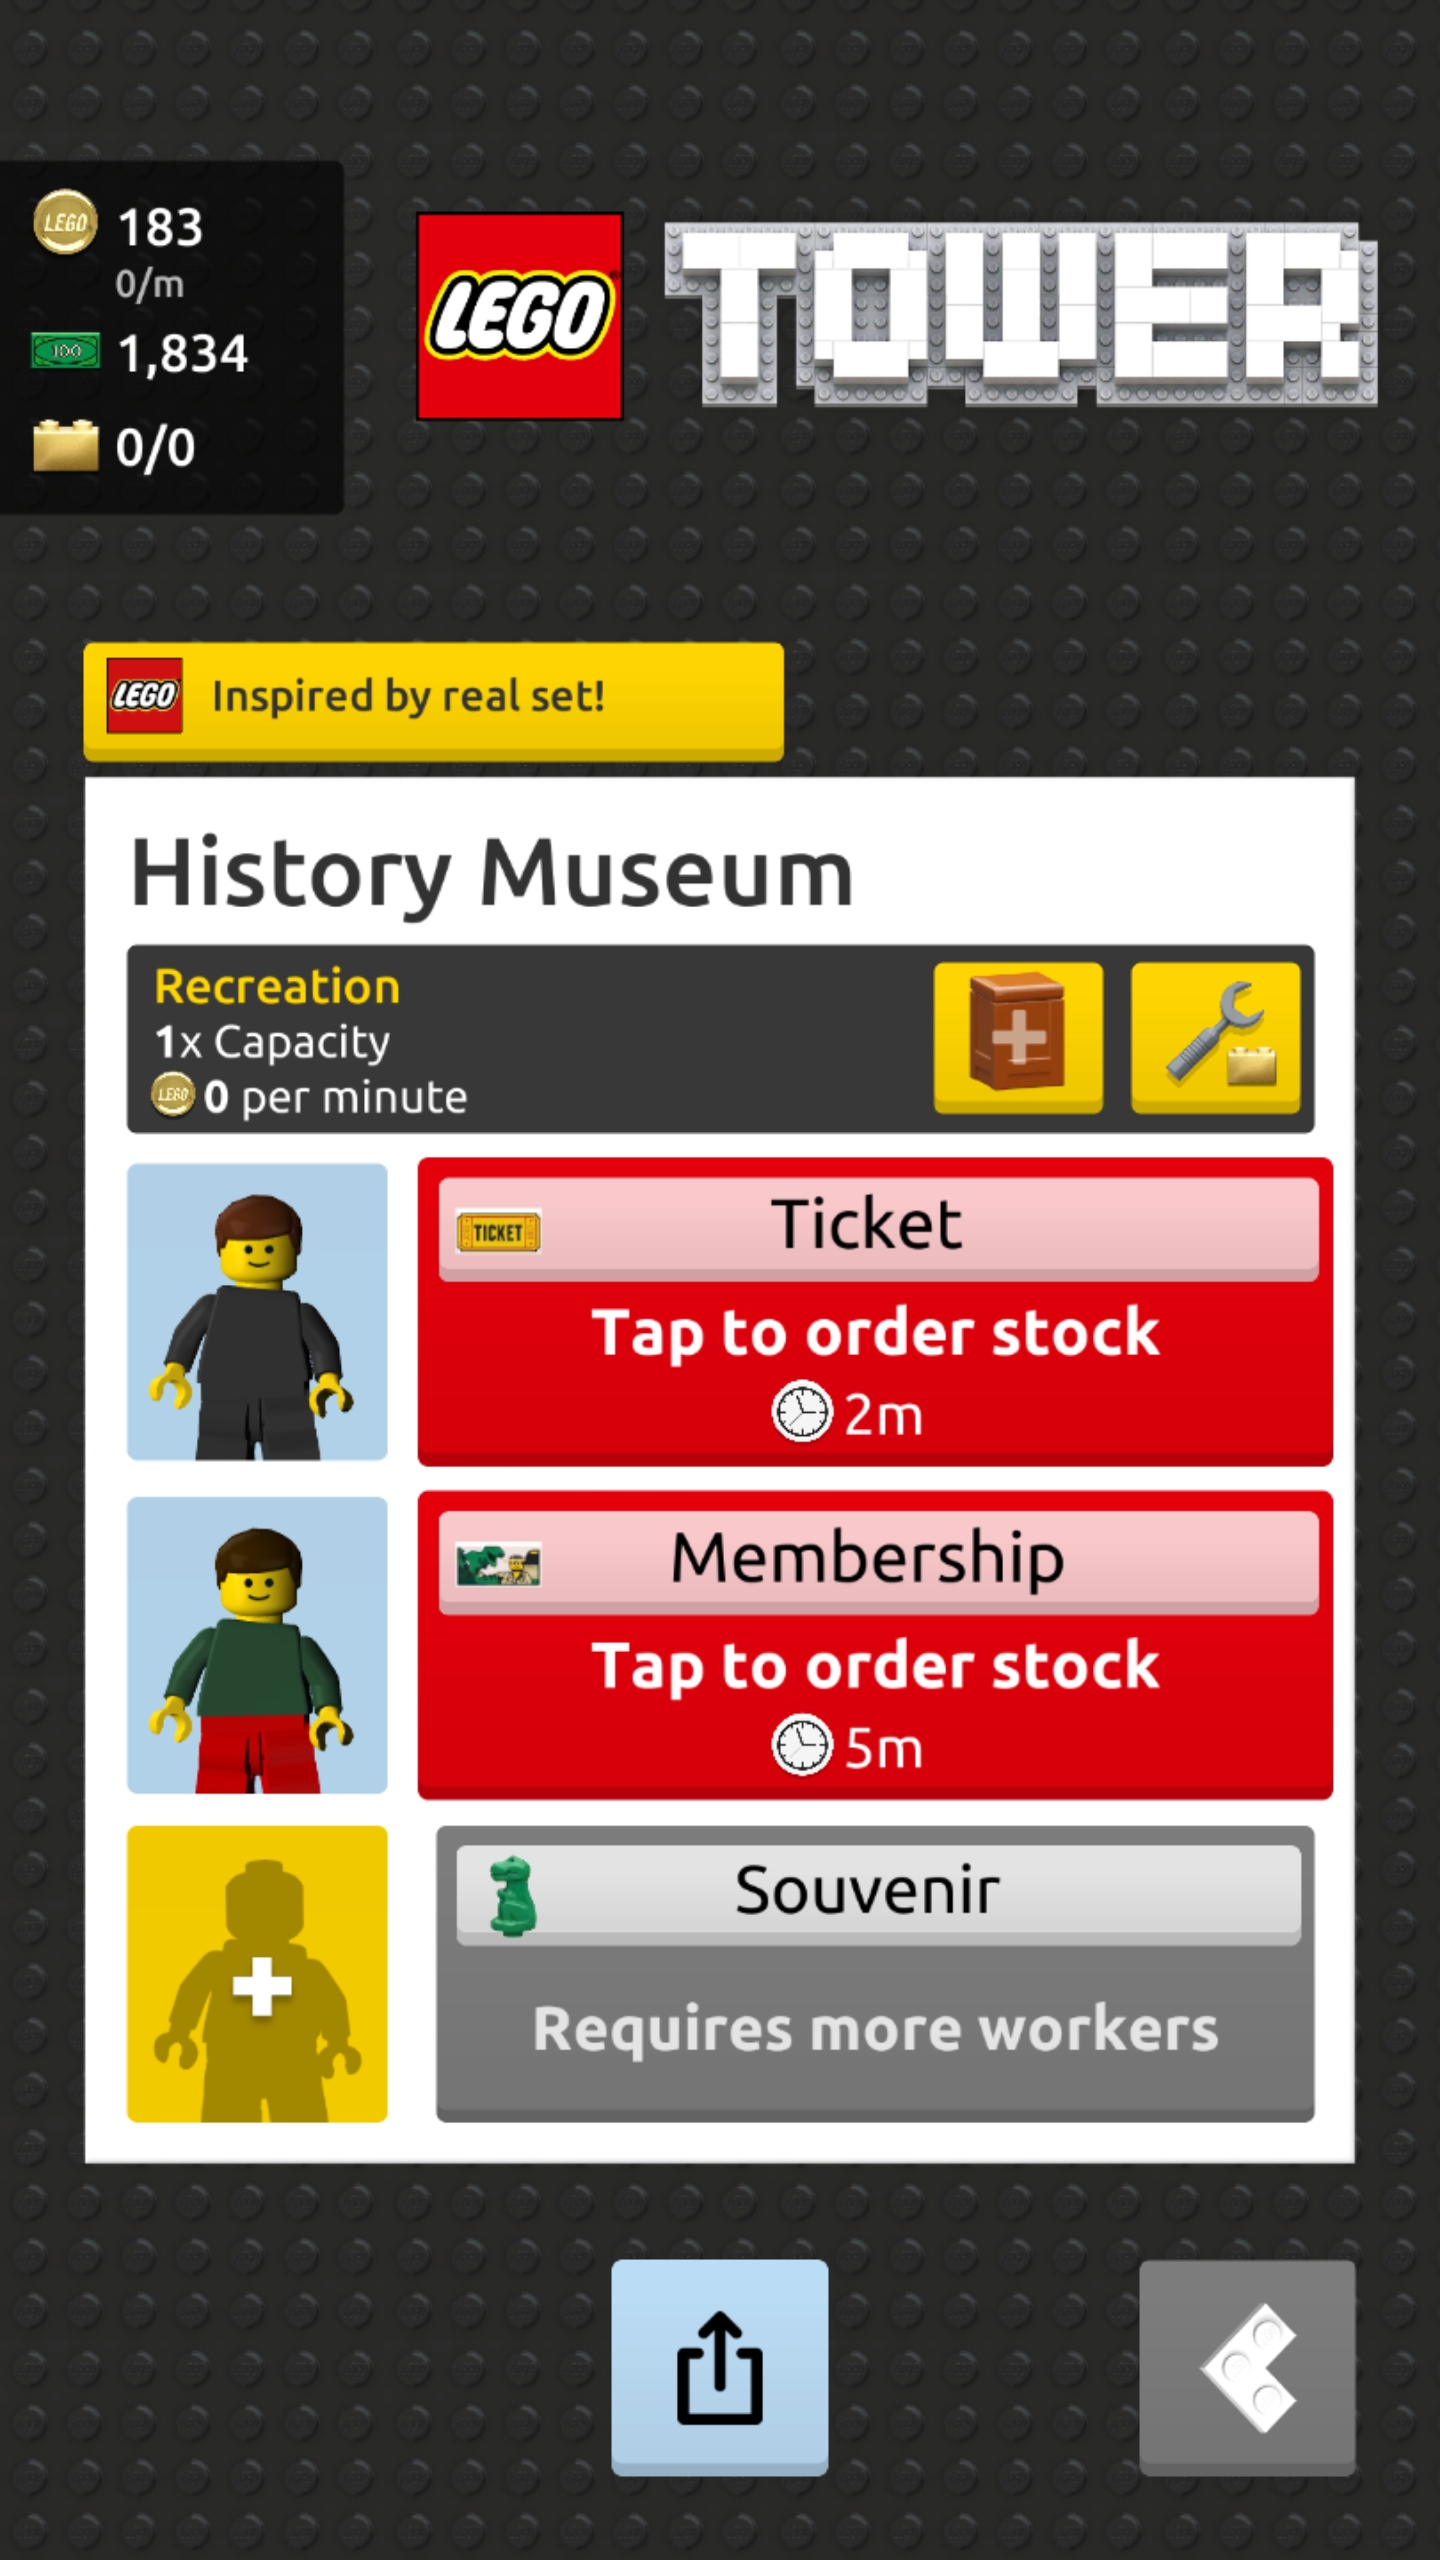 LEGO
183
0/m
100
1,834
0/0
LEGO
TOWER
LEGO
Inspired by real set!
History Museum
Recreation
1x Capacity
LEGO
0 per minute
TICKET
Ticket
Tap to order stock
2m
Membership
Tap to order stock
5m
Souvenir
Requires more workers